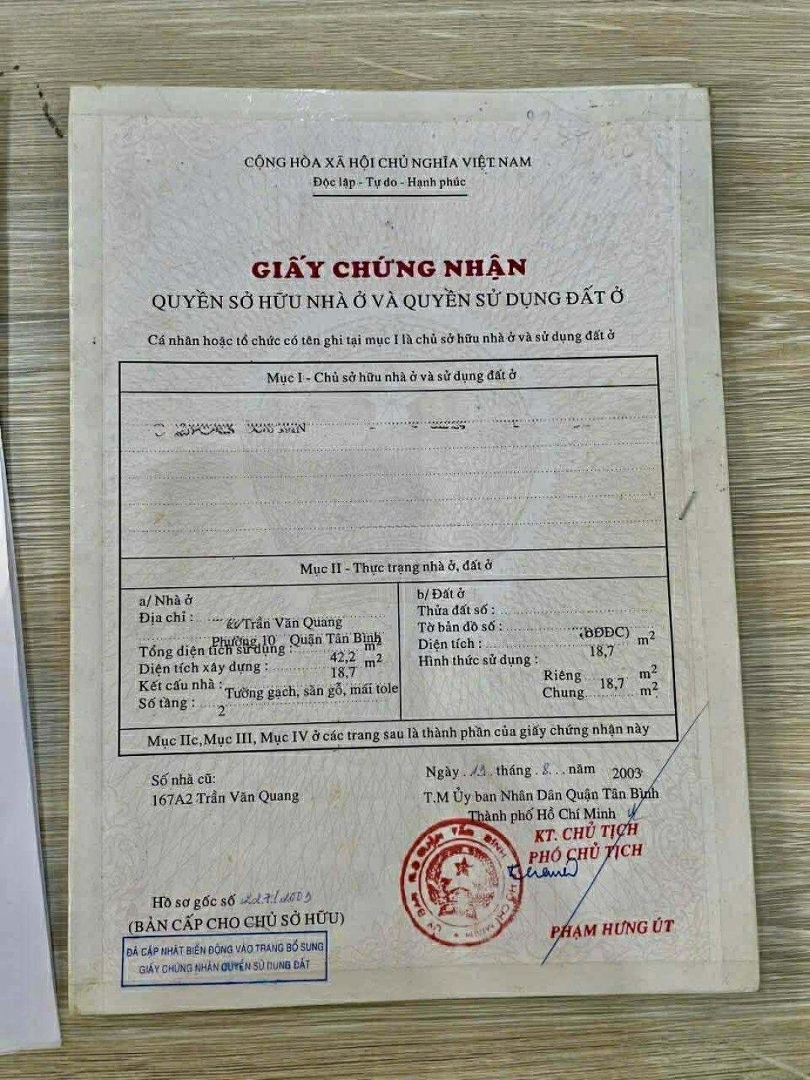 CỘNG HÒA XÃ HỘI CHỦ NGHĨA VIỆT NAM
Độc lập - Tự do - Hạnh phúc
GIẤY CHỨNG NHẬN
QUYỀN SỞ HỮU NHÀ Ở VÀ QUYỀN SỬ DỤNG ĐẤT Ở
Cá nhân hoặc tổ chức có tên ghi tại mục I là chủ sở hữu nhà ở và sử dụng đất ở
Mục I - Chủ sở hữu nhà ở và sử dụng đất ở
Mục II - Thực trạng nhà ở, đất ở
a/ Nhà ở
Địa chỉ : Trần Văn Quang
Phường 10 Quận Tân Bình
Tổng diện tích sử dụng : 42,2 m²
Diện tích xây dựng : 18,7 m²
Kết cấu nhà : Tường gạch, sàn gỗ, mái tole
Số tầng : 2
b/ Đất ở
Thửa đất số :
Tờ bản đồ số : (BĐĐC)
Diện tích : 18,7 m²
Hình thức sử dụng :
Riêng 18,7 m²
Chung m²
Mục IIc, Mục III, Mục IV ở các trang sau là thành phần của giấy chứng nhận này
Số nhà cũ:
167A2 Trần Văn Quang
Ngày 19 tháng 8 năm 2003
T.M Ủy ban Nhân Dân Quận Tân Bình
Thành phố Hồ Chí Minh
KT. CHỦ TỊCH
PHÓ CHỦ TỊCH
PHẠM HƯNG ÚT
Hồ sơ gốc số 227/2003
(BẢN CẤP CHO CHỦ SỞ HỮU)
ĐÃ CẬP NHẬT BIẾN ĐỘNG VÀO TRANG BỔ SUNG
GIẤY CHỨNG NHẬN QUYỀN SỬ DỤNG ĐẤT